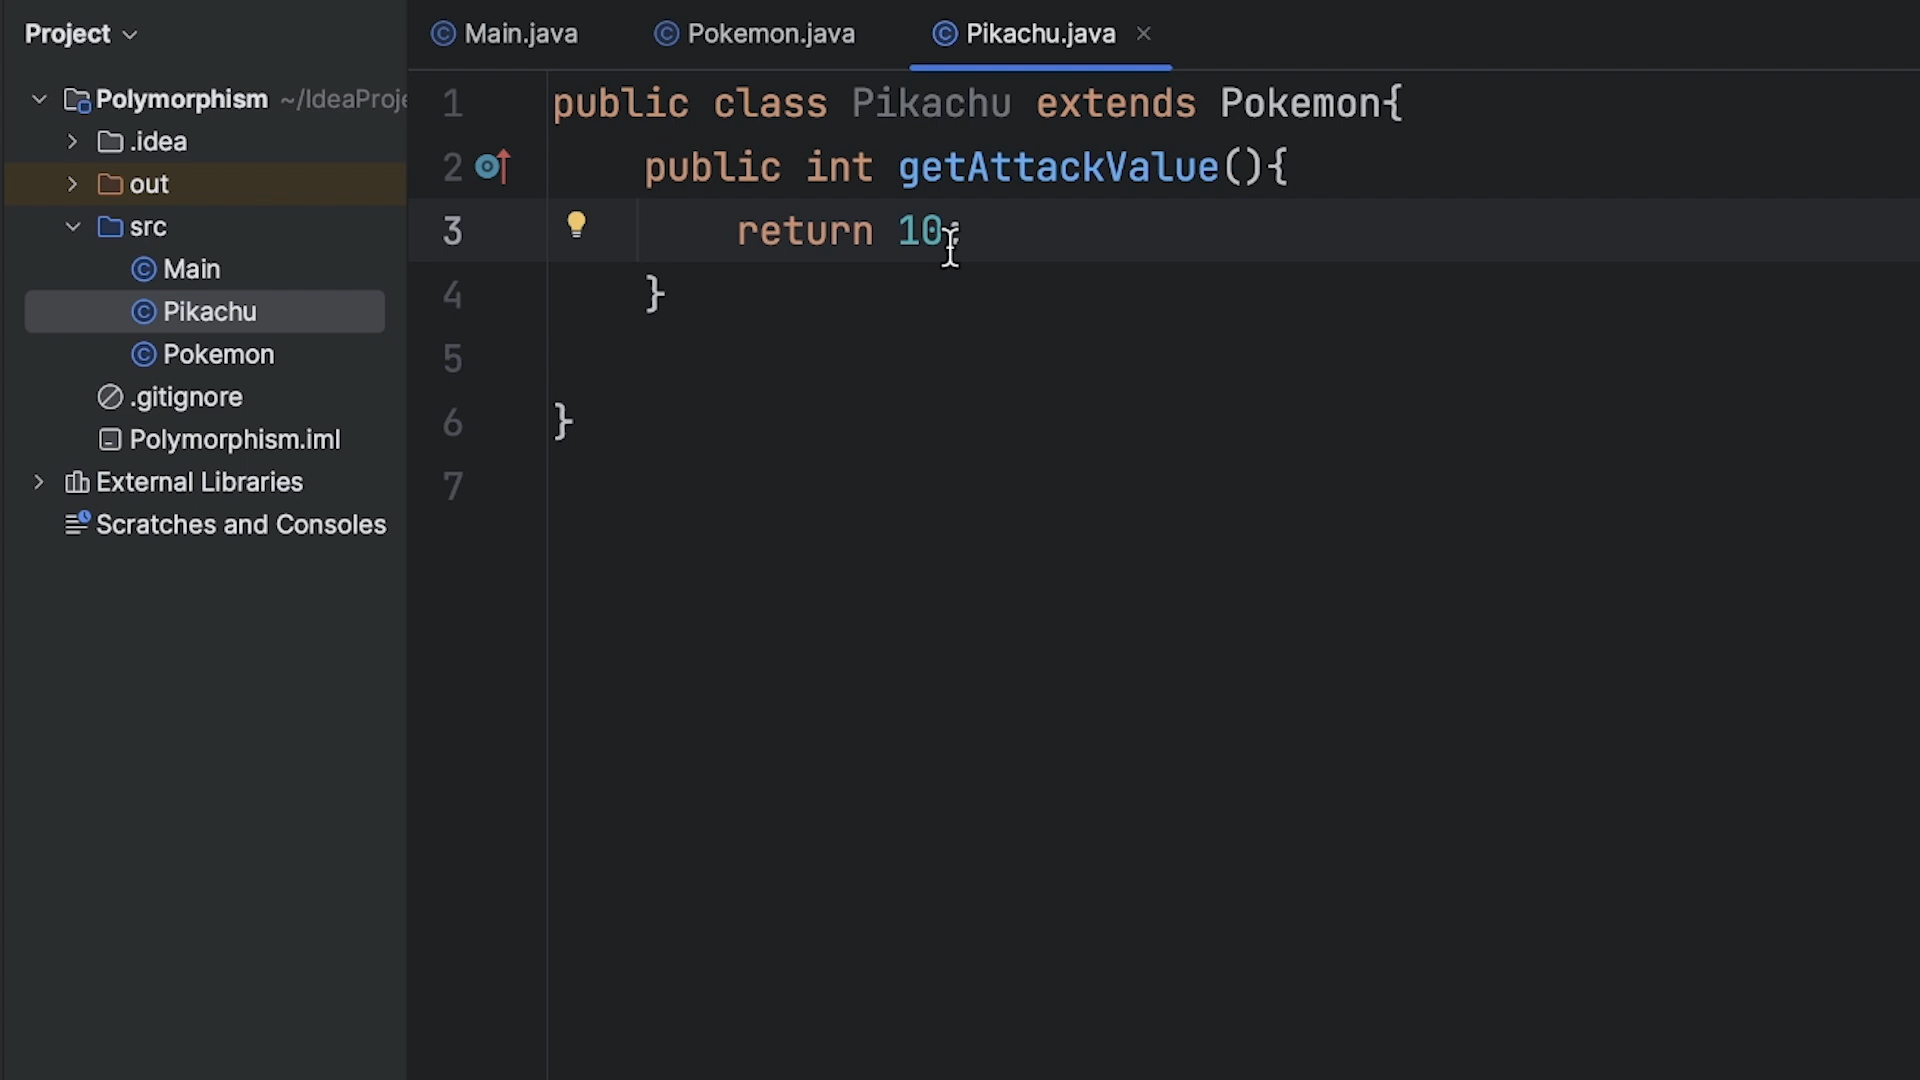 Project
Main.java
Pokemon.java
Pikachu.java
Polymorphism ~/IdeaProje
.idea
out
src
Main
Pikachu
Pokemon
.gitignore
Polymorphism.iml
External Libraries
Scratches and Consoles
1 public class Pikachu extends Pokemon{
2 public int getAttackValue(){
3 return 10;
4 }
5
6 }
7